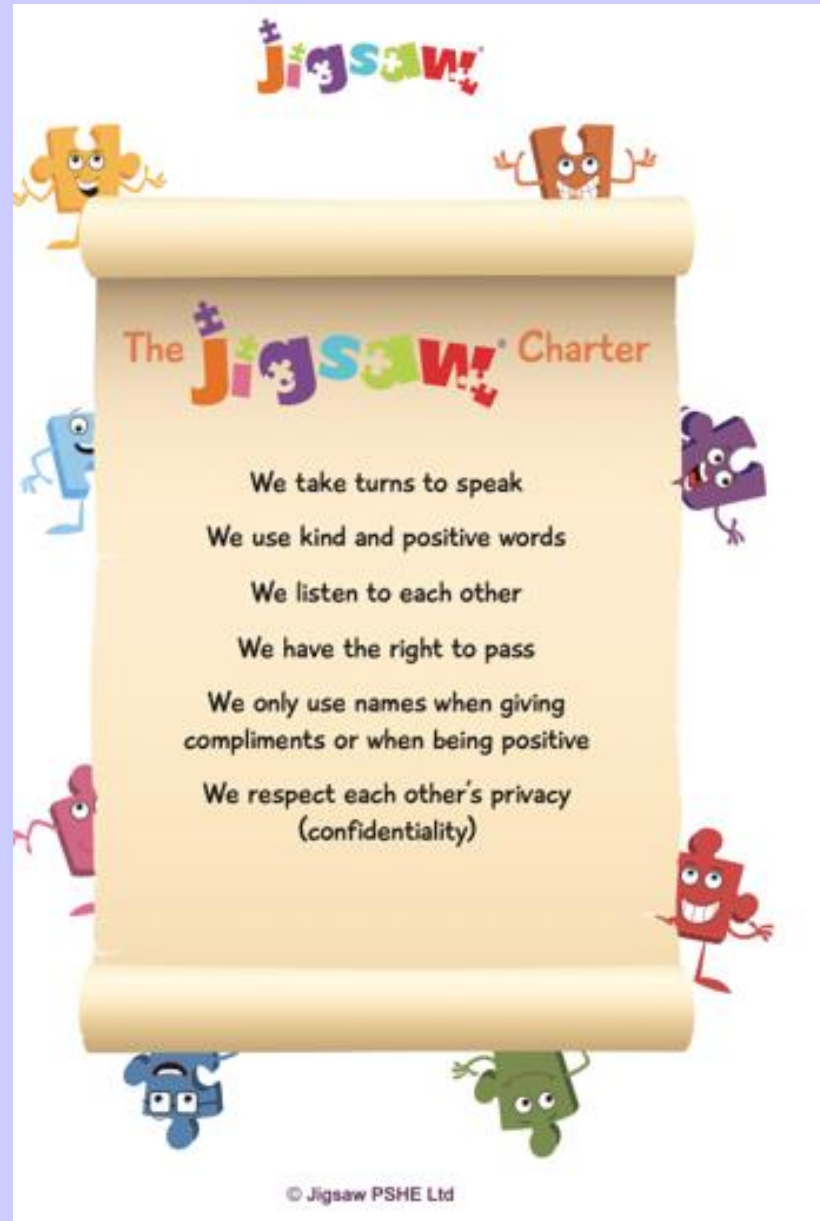 jigsaw
The jigsaw Charter
We take turns to speak
We use kind and positive words
We listen to each other
We have the right to pass
We only use names when giving
compliments or when being positive
We respect each other's privacy
(confidentiality)
© Jigsaw PSHE Ltd